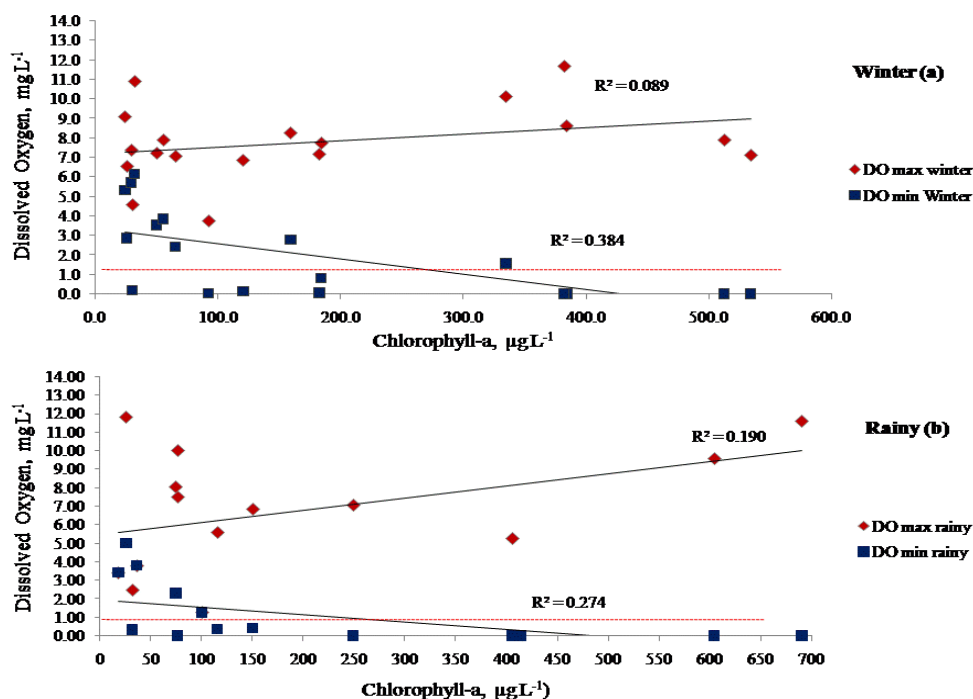 14.0
13.0
12.0
11.0
10.0
9.0
8.0
7.0
6.0
5.0
4.0
3.0
2.0
1.0
0.0
Dissolved Oxygen, mg L-1
R² = 0.089
Winter (a)
DO max winter
DO min Winter
R² = 0.384
0.0 100.0 200.0 300.0 400.0 500.0 600.0
Chlorophyll-a, µg L-1
14.00
13.00
12.00
11.00
10.00
9.00
8.00
7.00
6.00
5.00
4.00
3.00
2.00
1.00
0.00
Dissolved Oxygen, mg L-1
R² = 0.190
Rainy (b)
DO max rainy
DO min rainy
R² = 0.274
0 50 100 150 200 250 300 350 400 450 500 550 600 650 700
Chlorophyll-a, µg L-1)